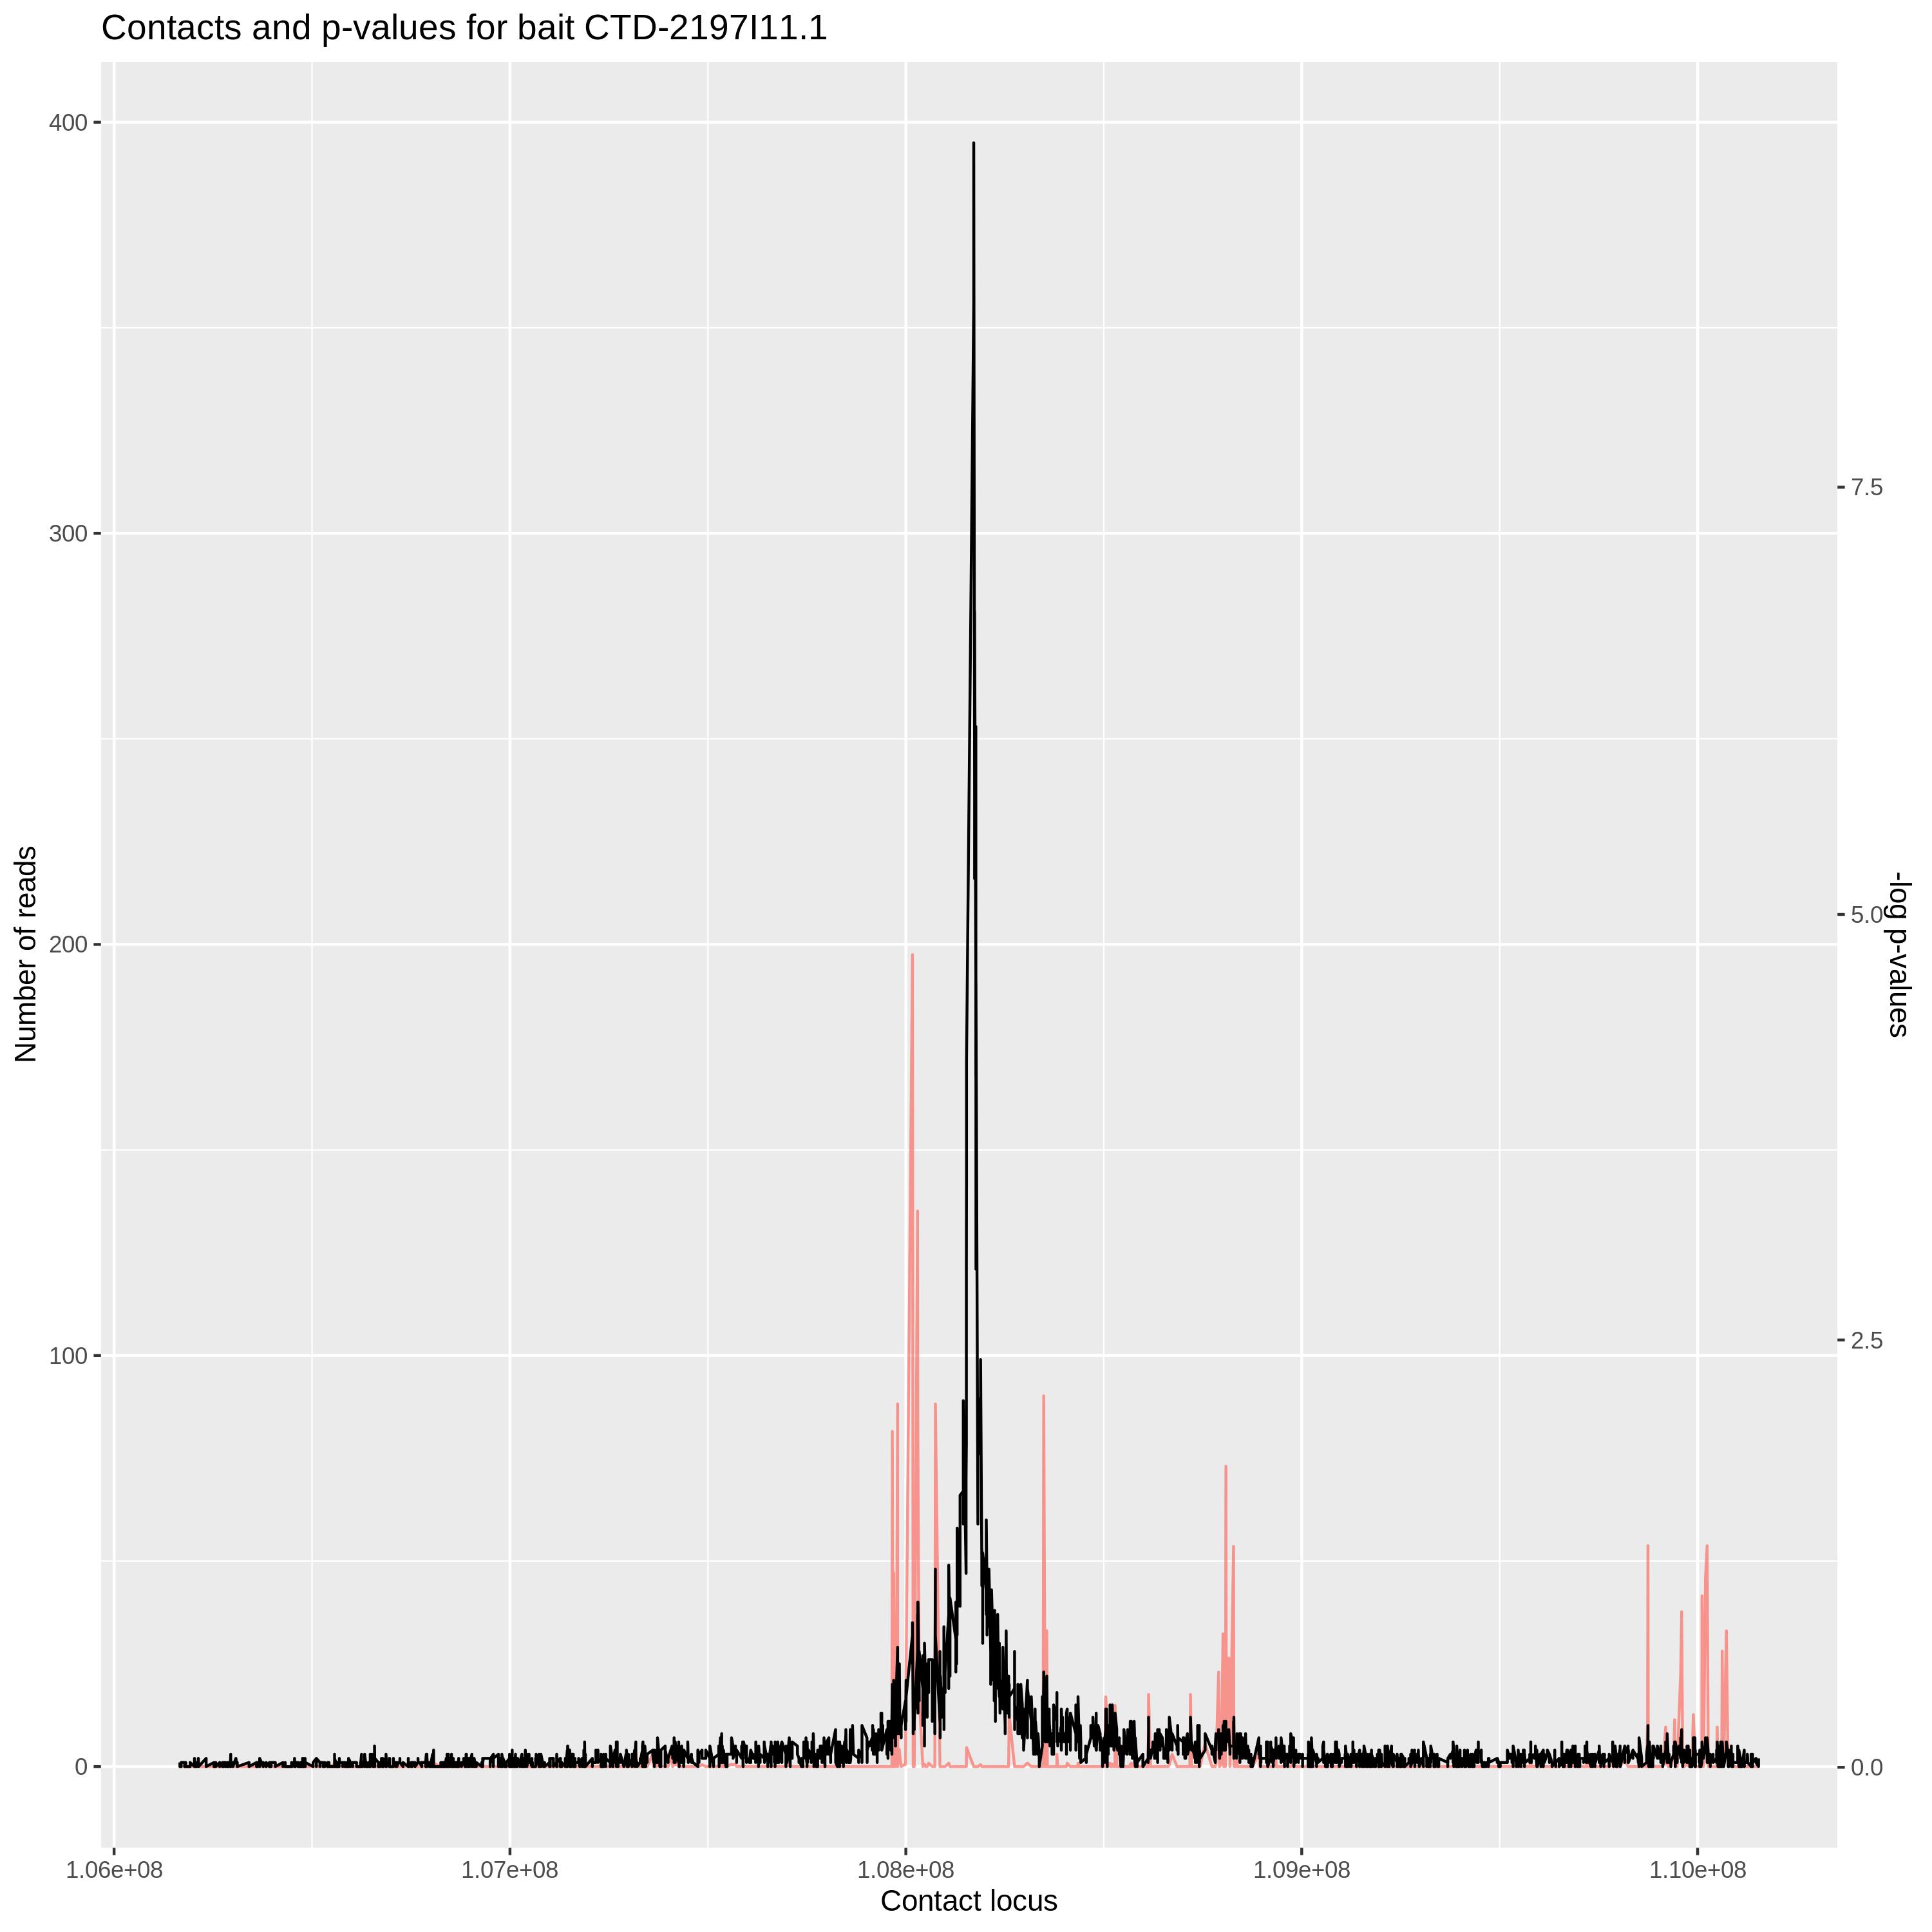 Contacts and p-values for bait CTD-2197I11.1
400
300
200
100
0
Number of reads
7.5
5.0
2.5
0.0
-log p-values
1.06e+08
1.07e+08
1.08e+08
1.09e+08
1.10e+08
Contact locus